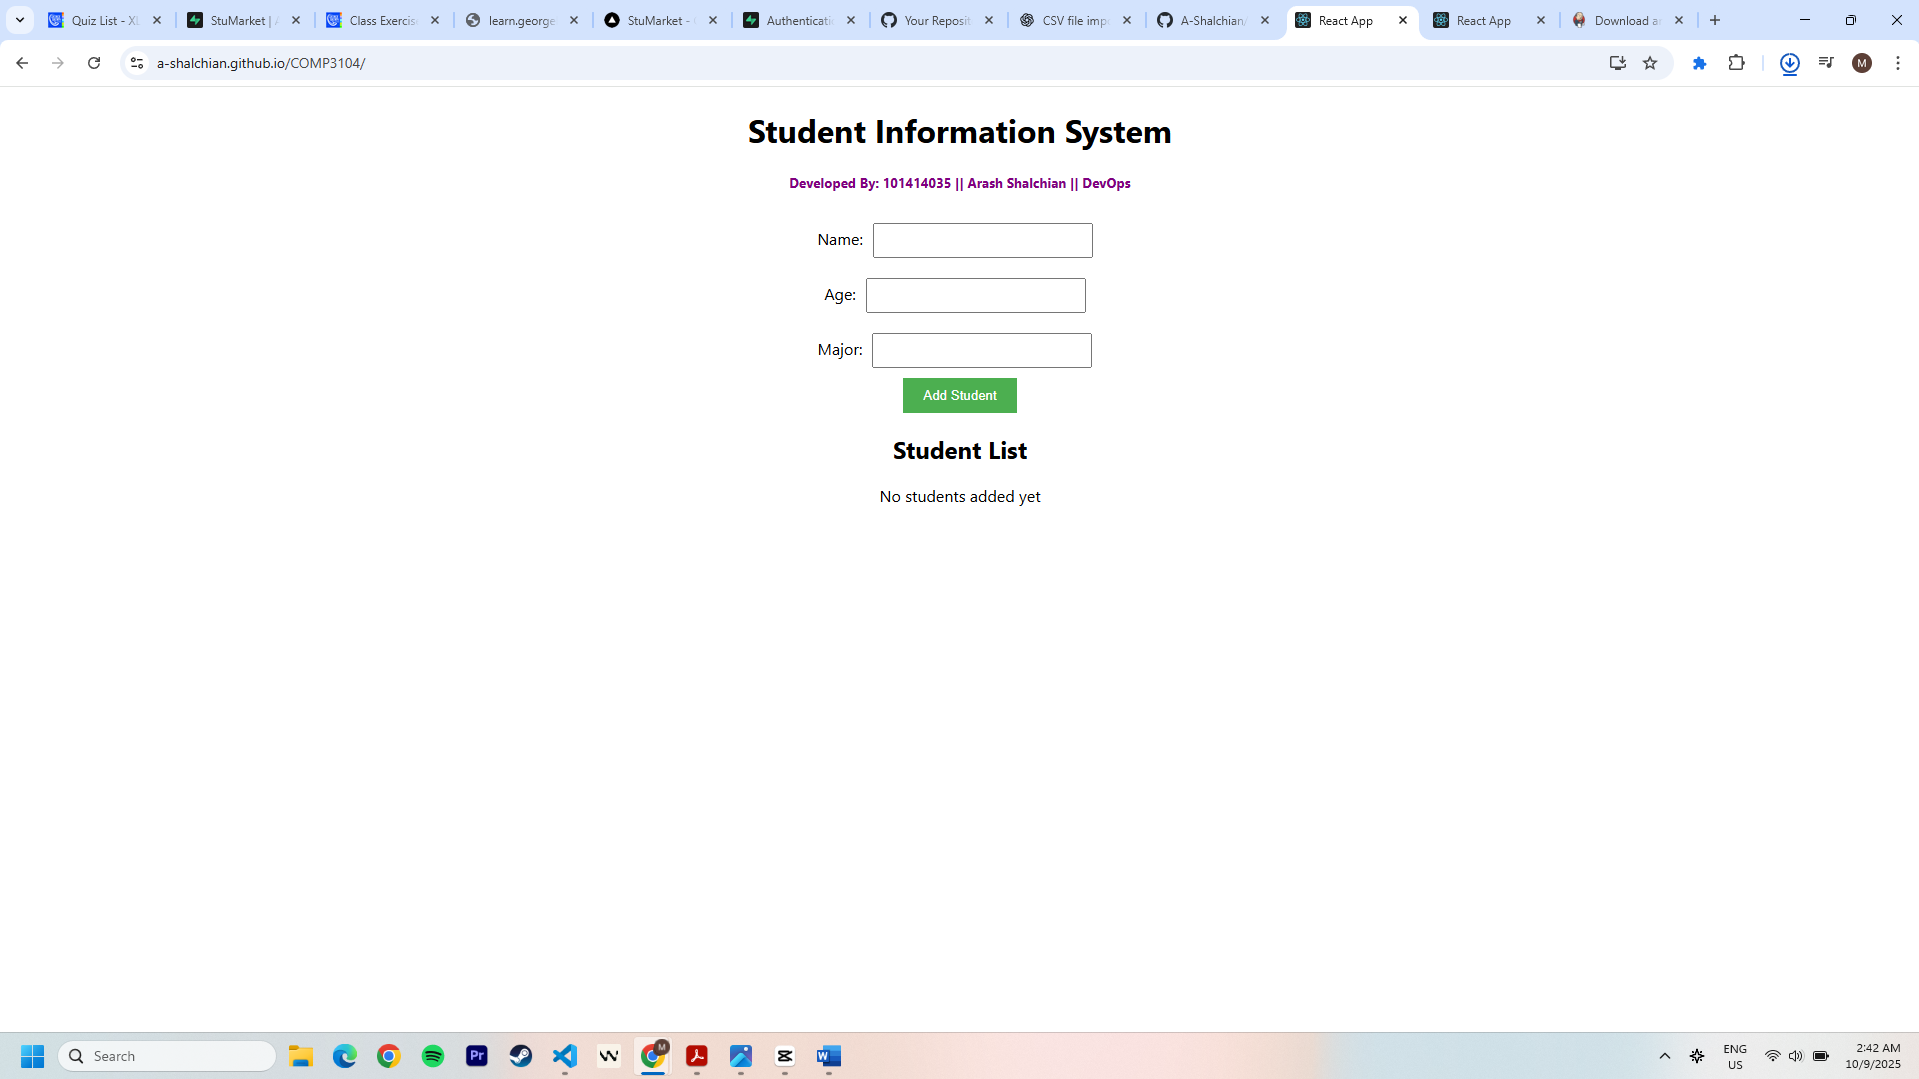 Quiz List - XL
StuMarket | A
Class Exercis
learn.george
StuMarket -
Authenticati
Your Reposit
CSV file imp
A-Shalchian/
React App
React App
Download a
a-shalchian.github.io/COMP3104/
M
Student Information System
Developed By: 101414035 || Arash Shalchian || DevOps
Name:
Age:
Major:
Add Student
Student List
No students added yet
Search
Pr
W
M
W
ENG
US
2:42 AM
10/9/2025